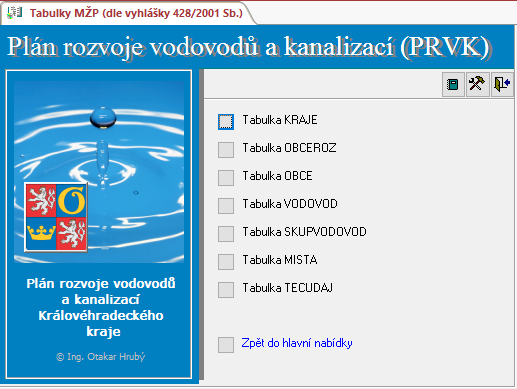 Tabulky MŽP (dle vyhlášky 428/2001 Sb.)
Plán rozvoje vodovodů a kanalizací (PRVK)
Tabulka KRAJE
Tabulka OBCEROZ
Tabulka OBCE
Tabulka VODOVOD
Tabulka SKUPVODOVOD
Tabulka MISTA
Tabulka TECUDAJ
Zpět do hlavní nabídky
Plán rozvoje vodovodů
a kanalizací
Královéhradeckého
kraje
© Ing. Otakar Hrubý